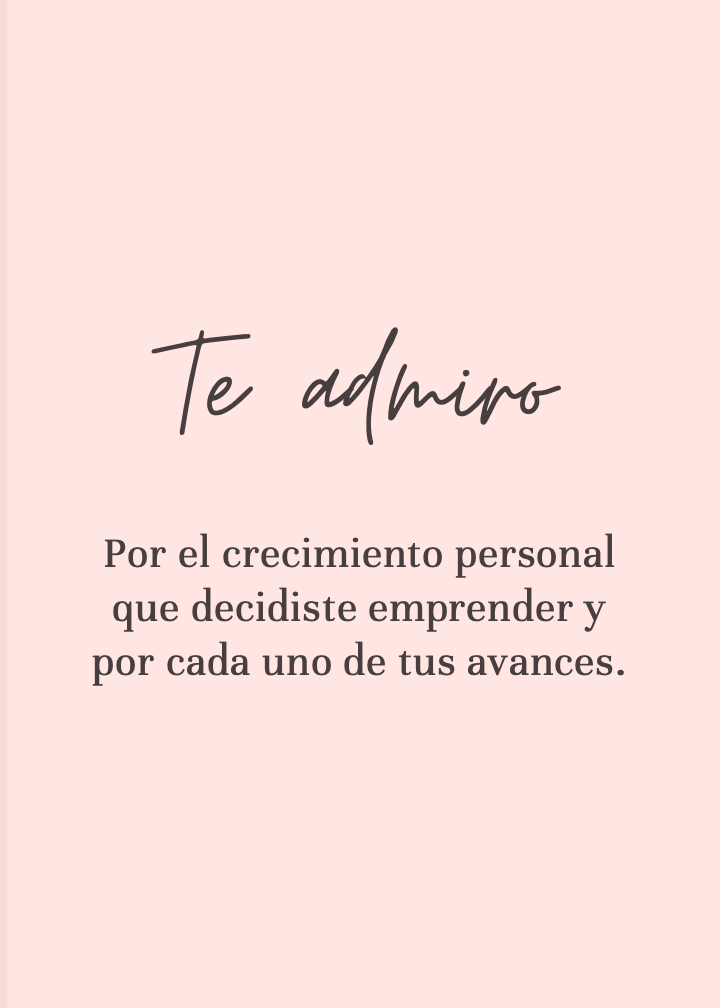 Te admiro
Por el crecimiento personal
que decidiste emprender y
por cada uno de tus avances.